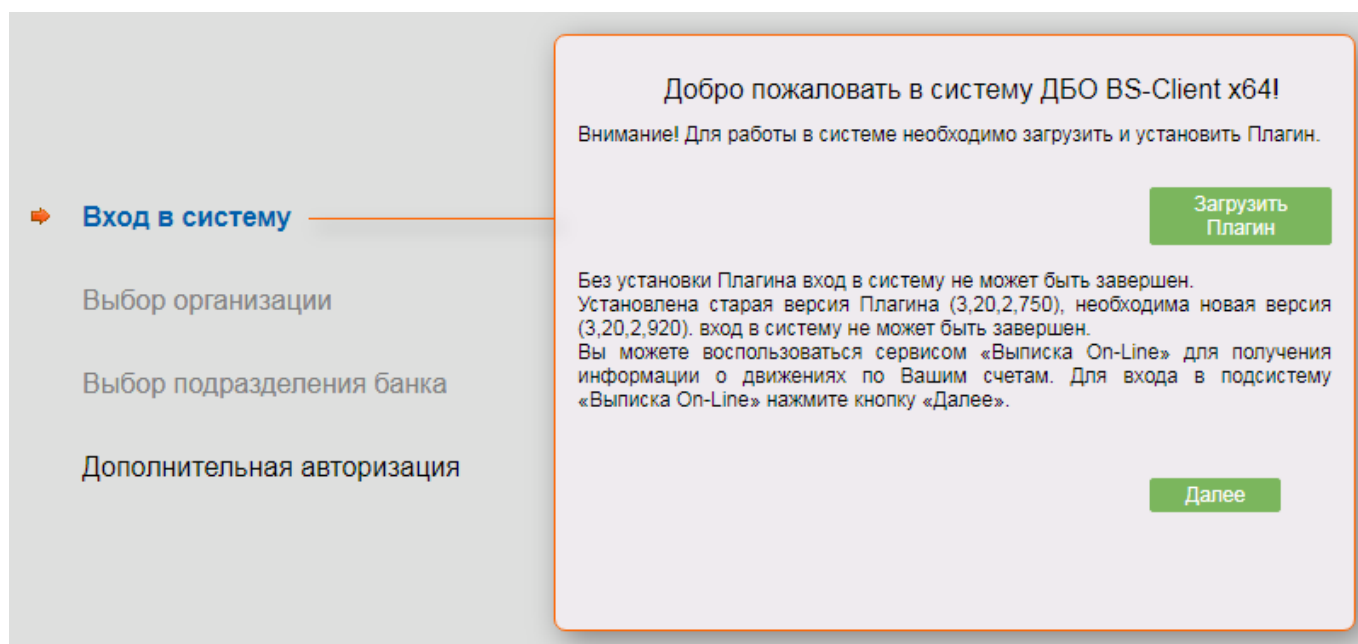 Добро пожаловать в систему ДБО BS-Client x64!
Внимание! Для работы в системе необходимо загрузить и установить Плагин.
Загрузить
Плагин
Вход в систему
Выбор организации
Выбор подразделения банка
Дополнительная авторизация
Без установки Плагина вход в систему не может быть завершен.
Установлена старая версия Плагина (3,20,2,750), необходима новая версия
(3,20,2,920). вход в систему не может быть завершен.
Вы можете воспользоваться сервисом «Выписка On-Line» для получения
информации о движениях по Вашим счетам. Для входа в подсистему
«Выписка On-Line» нажмите кнопку «Далее».
Далее